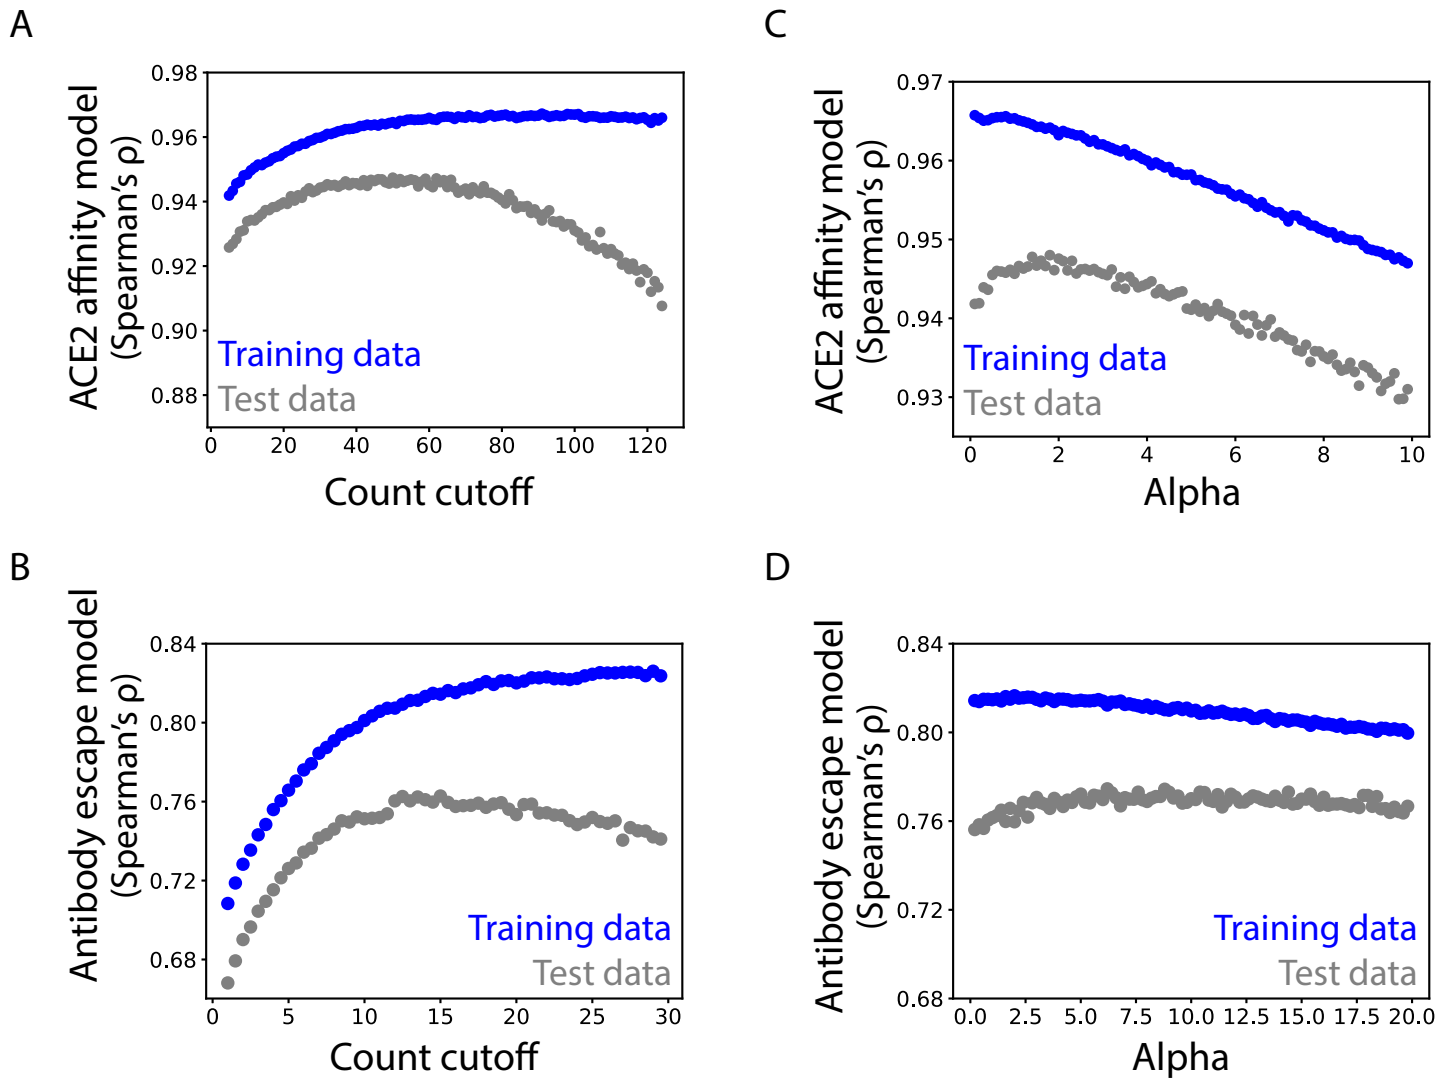 A
ACE2 affinity model
(Spearman's ρ)
0.98
0.96
0.94
0.92
0.90
0.88
Training data
Test data
0 20 40 60 80 100 120
Count cutoff
C
ACE2 affinity model
(Spearman's ρ)
0.97
0.96
0.95
0.94
0.93
Training data
Test data
0 2 4 6 8 10
Alpha
B
Antibody escape model
(Spearman's ρ)
0.84
0.80
0.76
0.72
0.68
Training data
Test data
0 5 10 15 20 25 30
Count cutoff
D
Antibody escape model
(Spearman's ρ)
0.84
0.80
0.76
0.72
0.68
Training data
Test data
0.0 2.5 5.0 7.5 10.0 12.5 15.0 17.5 20.0
Alpha